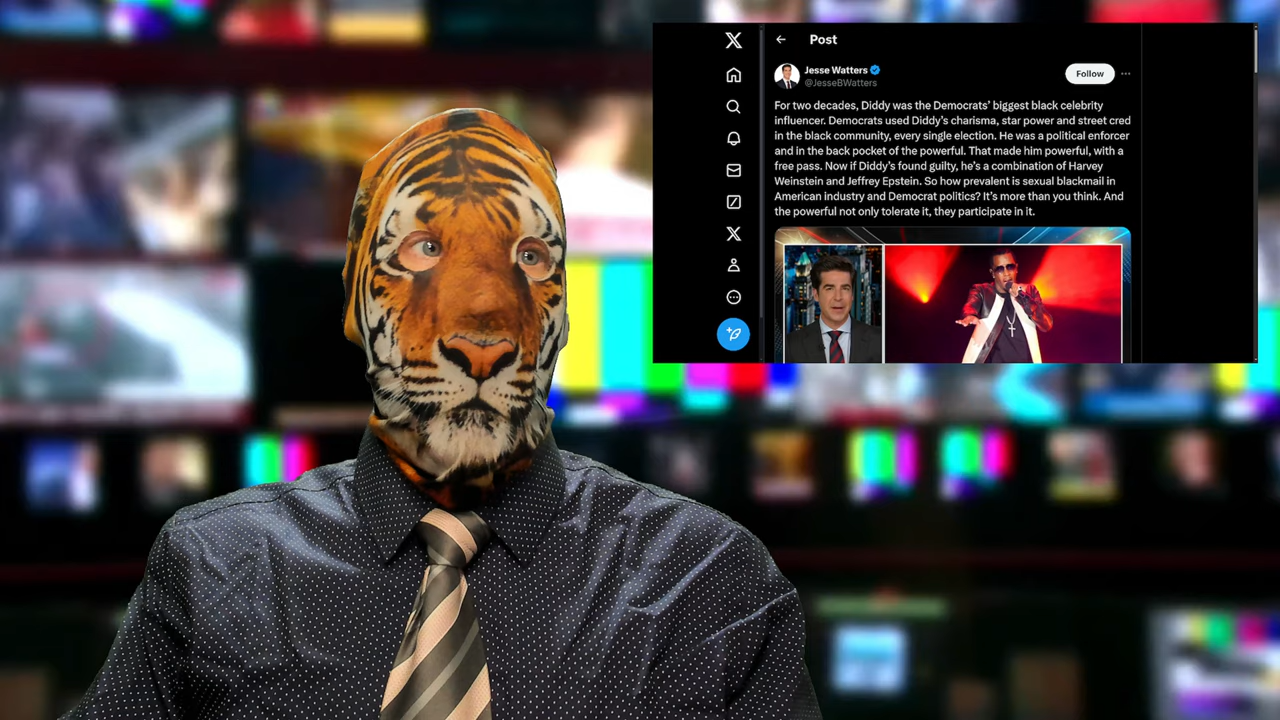 Post
Jesse Watters
@JesseBWatters
Follow
For two decades, Diddy was the Democrats’ biggest black celebrity
influencer. Democrats used Diddy’s charisma, star power and street cred
in the black community, every single election. He was a political enforcer
and in the back pocket of the powerful. That made him powerful, with a
free pass. Now if Diddy’s found guilty, he’s a combination of Harvey
Weinstein and Jeffrey Epstein. So how prevalent is sexual blackmail in
American industry and Democrat politics? It’s more than you think. And
the powerful not only tolerate it, they participate in it.